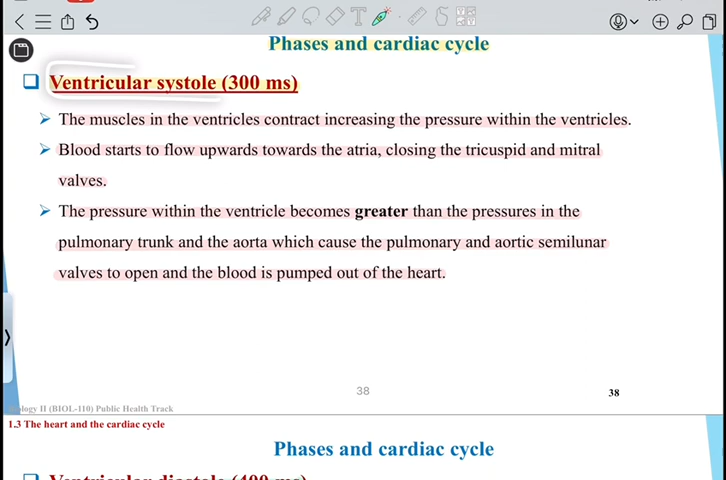 Phases and cardiac cycle
Ventricular systole (300 ms)
The muscles in the ventricles contract increasing the pressure within the ventricles.
Blood starts to flow upwards towards the atria, closing the tricuspid and mitral
valves.
The pressure within the ventricle becomes greater than the pressures in the
pulmonary trunk and the aorta which cause the pulmonary and aortic semilunar
valves to open and the blood is pumped out of the heart.
38
38
ology II (BIOL-110) Public Health Track
1.3 The heart and the cardiac cycle
Phases and cardiac cycle
Ventricular diastole (400 ms)